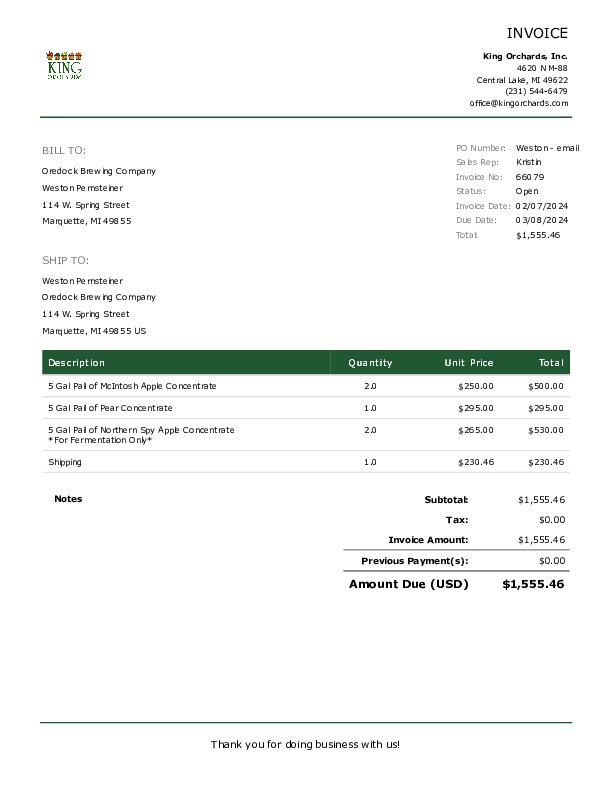 INVOICE
KING
ORCHARDS
King Orchards, Inc.
4620 N M-88
Central Lake, MI 49622
(231) 544-6479
office@kingorchards.com
BILL TO:
Oredock Brewing Company
Weston Pernsteiner
114 W. Spring Street
Marquette, MI 49855
PO Number: Weston - email
Sales Rep: Kristin
Invoice No: 66079
Status: Open
Invoice Date: 02/07/2024
Due Date: 03/08/2024
Total: $1,555.46
SHIP TO:
Weston Pernsteiner
Oredock Brewing Company
114 W. Spring Street
Marquette, MI 49855 US
Description Quantity Unit Price Total
5 Gal Pail of McIntosh Apple Concentrate 2.0 $250.00 $500.00
5 Gal Pail of Pear Concentrate 1.0 $295.00 $295.00
5 Gal Pail of Northern Spy Apple Concentrate 2.0 $265.00 $530.00
*For Fermentation Only*
Shipping 1.0 $230.46 $230.46
Notes
Subtotal: $1,555.46
Tax: $0.00
Invoice Amount: $1,555.46
Previous Payment(s): $0.00
Amount Due (USD) $1,555.46
Thank you for doing business with us!